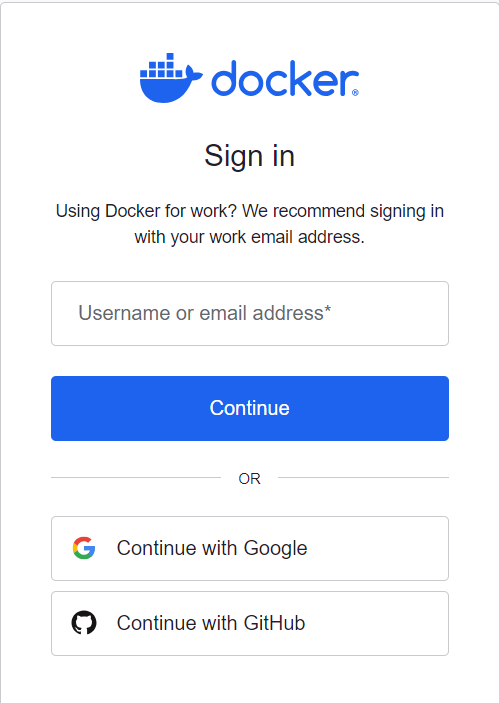 docker®
Sign in
Using Docker for work? We recommend signing in
with your work email address.
Username or email address*
Continue
OR
Continue with Google
Continue with GitHub